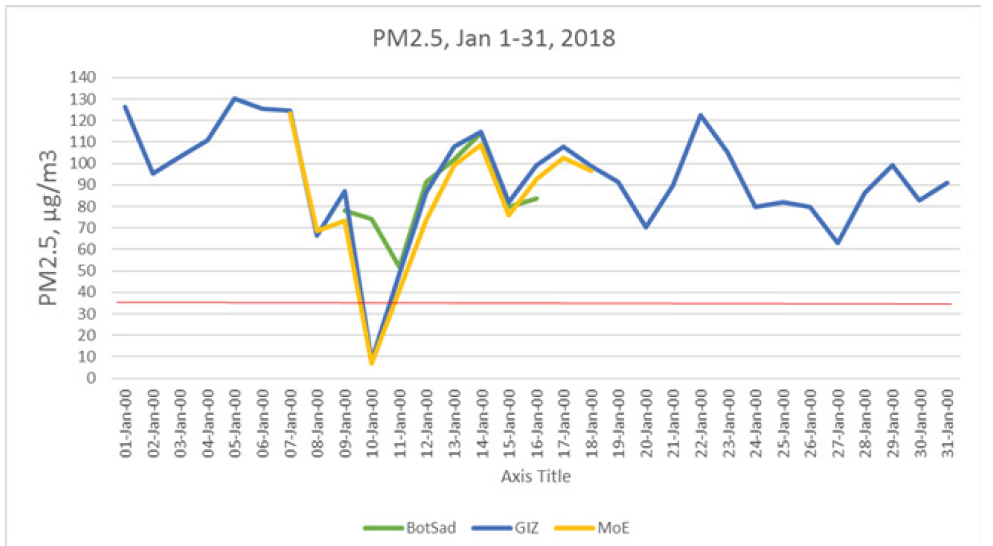 PM2.5, Jan 1-31, 2018
PM2.5, µg/m3
140
130
120
110
100
90
80
70
60
50
40
30
20
10
0
01-Jan-00
02-Jan-00
03-Jan-00
04-Jan-00
05-Jan-00
06-Jan-00
07-Jan-00
08-Jan-00
09-Jan-00
10-Jan-00
11-Jan-00
12-Jan-00
13-Jan-00
14-Jan-00
15-Jan-00
16-Jan-00
17-Jan-00
18-Jan-00
19-Jan-00
20-Jan-00
21-Jan-00
22-Jan-00
23-Jan-00
24-Jan-00
25-Jan-00
26-Jan-00
27-Jan-00
28-Jan-00
29-Jan-00
30-Jan-00
31-Jan-00
Axis Title
BotSad GIZ MoE